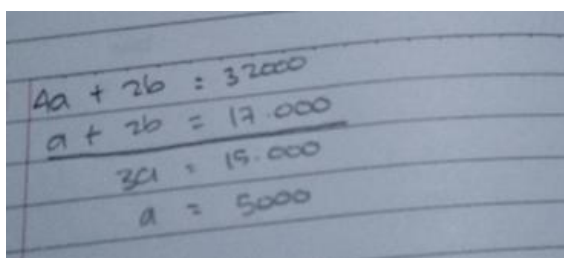 4a + 2b = 32000
a + 2b = 17.000
3a = 15.000
a = 5000